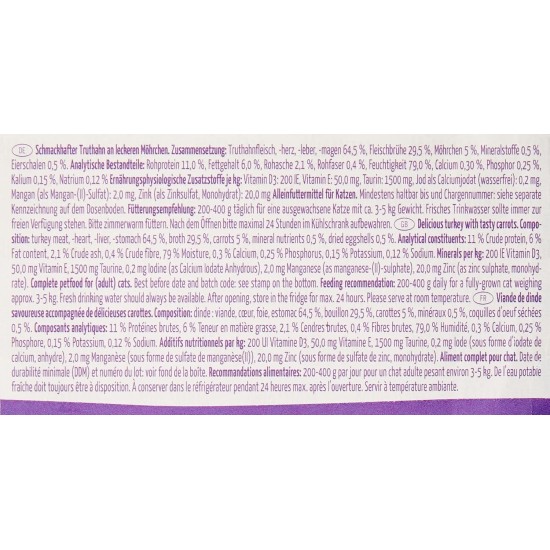 DE Schmackhafter Truthahn an leckeren Möhrchen. Zusammensetzung: Truthahnfleisch, -herz, -leber, -magen 64,5 %, Fleischbrühe 29,5 %, Möhrchen 5 %, Mineralstoffe 0,5 %,
Eierschalen 0,5 %. Analytische Bestandteile: Rohprotein 11,0 %, Fettgehalt 6,0 %, Rohasche 2,1 %, Rohfaser 0,4 %, Feuchtigkeit 79,0 %, Calcium 0,30 %, Phosphor 0,25 %,
Kalium 0,15 %, Natrium 0,12 % Ernährungsphysiologische Zusatzstoffe je kg: Vitamin D3: 200 IE, Vitamin E: 50,0 mg, Taurin: 1500 mg, Jod als Calciumjodat (wasserfrei): 0,2 mg,
Mangan (als Mangan-(II)-Sulfat): 2,0 mg, Zink (als Zinksulfat, Monohydrat): 20,0 mg. Alleinfuttermittel für Katzen. Mindestens haltbar bis und Chargennummer: siehe separate
Kennzeichnung auf dem Dosenboden. Fütterungsempfehlung: 200-400 g täglich für eine ausgewachsene Katze mit ca. 3-5 kg Gewicht. Frisches Trinkwasser sollte immer zur
freien Verfügung stehen. Bitte zimmerwarm füttern. Nach dem Öffnen bitte maximal 24 Stunden im Kühlschrank aufbewahren. GB Delicious turkey with tasty carrots. Compo-
sition: turkey meat, -heart, -liver, -stomach 64,5 %, broth 29,5 %, carrots 5 %, mineral nutrients 0,5 %, dried eggshells 0,5 %. Analytical constituents: 11 % Crude protein, 6 %
Fat content, 2,1 % Crude ash, 0,4 % Crude fibre, 79 % Moisture, 0,3 % Calcium, 0,25 % Phosphorus, 0,15 % Potassium, 0,12 % Sodium. Minerals per kg: 200 IE Vitamin D3,
50,0 mg Vitamin E, 1500 mg Taurine, 0,2 mg Iodine (as Calcium Iodate Anhydrous), 2,0 mg Manganese (as manganese-(II)-sulphate), 20,0 mg Zinc (as zinc sulphate, monohyd-
rate). Complete petfood for (adult) cats. Best before date and batch code: see stamp on the bottom. Feeding recommendation: 200-400 g daily for a fully-grown cat weighing
approx. 3-5 kg. Fresh drinking water should always be available. After opening, store in the fridge for max. 24 hours. Please serve at room temperature. FR Viande de dinde
savoureuse accompagnée de délicieuses carottes. Composition: dinde: viande, cœur, foie, estomac 64,5 %, bouillon 29,5 %, carottes 5 %, minéraux 0,5 %, coquilles d'oeuf séchées
0,5 %. Composants analytiques: 11 % Protéines brutes, 6 % Teneur en matière grasse, 2,1 % Cendres brutes, 0,4 % Fibres brutes, 79,0 % Humidité, 0,3 % Calcium, 0,25 %
Phosphore, 0,15 % Potassium, 0,12 % Sodium. Additifs nutritionnels par kg: 200 UI Vitamine D3, 50,0 mg Vitamine E, 1500 mg Taurine, 0,2 mg Iode (sous forme d'iodate de
calcium, anhydre), 2,0 mg Manganèse (sous forme de sulfate de manganèse(II)), 20,0 mg Zinc (sous forme de sulfate de zinc, monohydrate). Aliment complet pour chat. Date de
durabilité minimale (DDM) et numéro du lot: voir fond de la boîte. Recommandations alimentaires: 200-400 g par jour pour un chat adulte pesant environ 3-5 kg. De l'eau potable
fraîche doit toujours être à disposition. À conserver dans le réfrigérateur pendant 24 heures max. après l'ouverture. Servir à température ambiante.